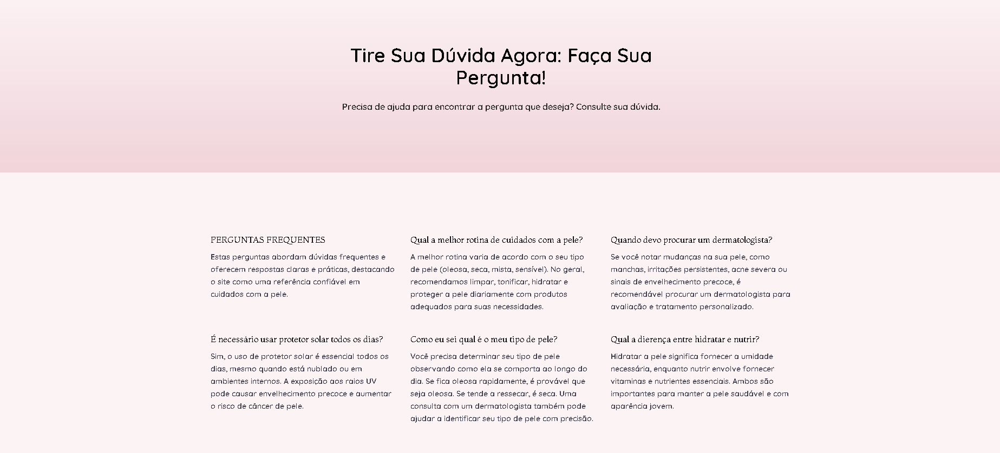 Tire Sua Dúvida Agora: Faça Sua
Pergunta!
Precisa de ajuda para encontrar a pergunta que deseja? Consulte sua dúvida.
PERGUNTAS FREQUENTES
Estas perguntas abordam dúvidas frequentes e
oferecem respostas claras e práticas, destacando
o site como uma referência confiável em
cuidados com a pele.
Qual a melhor rotina de cuidados com a pele?
A melhor rotina varia de acordo com o seu tipo
de pele (oleosa, seca, mista, sensível). No geral,
recomendamos limpar, tonificar, hidratar e
proteger a pele diariamente com produtos
adequados para suas necessidades.
Quando devo procurar um dermatologista?
Se você notar mudanças na sua pele, como
manchas, irritações persistentes, acne severa ou
sinais de envelhecimento precoce, é
recomendável procurar um dermatologista para
avaliação e tratamento personalizado.
É necessário usar protetor solar todos os dias?
Sim, o uso de protetor solar é essencial todos os
dias, mesmo quando está nublado ou em
ambientes internos. A exposição aos raios UV
pode causar envelhecimento precoce e aumentar
o risco de câncer de pele.
Como eu sei qual é o meu tipo de pele?
Você precisa determinar seu tipo de pele
observando como ela se comporta ao longo do
dia. Se fica oleosa rapidamente, é provável que
seja oleosa. Se tende a ressecar, é seca. Uma
consulta com um dermatologista também pode
ajudar a identificar seu tipo de pele com precisão.
Qual a dierença entre hidratar e nutrir?
Hidratar a pele significa fornecer a umidade
necessária, enquanto nutrir envolve fornecer
vitaminas e nutrientes essenciais. Ambos são
importantes para manter a pele saudável e com
aparência jovem.